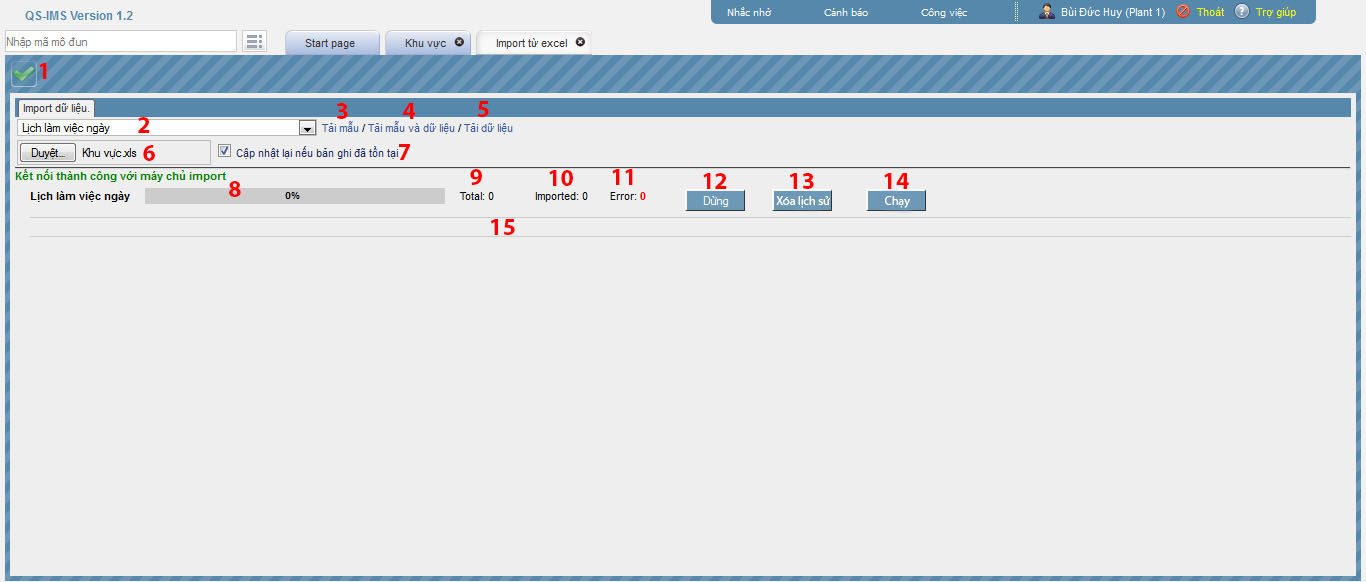 QS-IMS Version 1.2
Nhắc nhở Cảnh báo Công việc Bùi Đức Huy (Plant 1) Thoát Trợ giúp
Nhập mã mô đun Start page Khu vực Import từ excel
1
Import dữ liệu. 3 4 5
Lịch làm việc ngày 2 Tải mẫu / Tải mẫu và dữ liệu / Tải dữ liệu
Duyệt... Khu vực.xls 6 Cập nhật lại nếu bản ghi đã tồn tại 7
Kết nối thành công với máy chủ import
8 9 10 11 12 13 14
Lịch làm việc ngày 0% Total: 0 Imported: 0 Error: 0 Dừng Xóa lịch sử Chạy
15